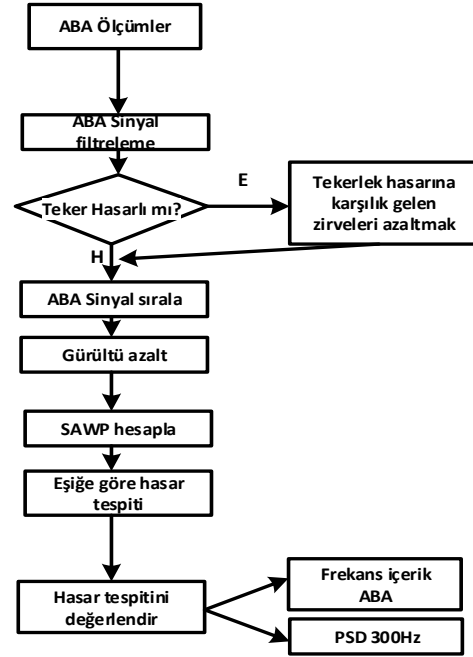 ABA Ölçümler
ABA Sinyal
filtreleme
Teker Hasarlı mı?
E
Tekerlek hasarına
karşılık gelen
zirveleri azaltmak
H
ABA Sinyal sırala
Gürültü azalt
SAWP hesapla
Eşiğe göre hasar
tespiti
Hasar tespitini
değerlendir
Frekans içerik
ABA
PSD 300Hz